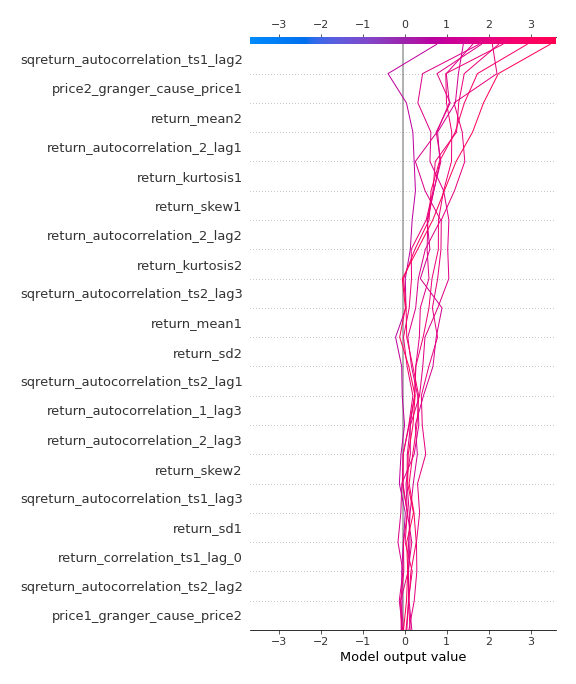 −3 −2 −1 0 1 2 3
sqreturn_autocorrelation_ts1_lag2
price2_granger_cause_price1
return_mean2
return_autocorrelation_2_lag1
return_kurtosis1
return_skew1
return_autocorrelation_2_lag2
return_kurtosis2
sqreturn_autocorrelation_ts2_lag3
return_mean1
return_sd2
sqreturn_autocorrelation_ts2_lag1
return_autocorrelation_1_lag3
return_autocorrelation_2_lag3
return_skew2
sqreturn_autocorrelation_ts1_lag3
return_sd1
return_correlation_ts1_lag_0
sqreturn_autocorrelation_ts2_lag2
price1_granger_cause_price2
−3 −2 −1 0 1 2 3
Model output value